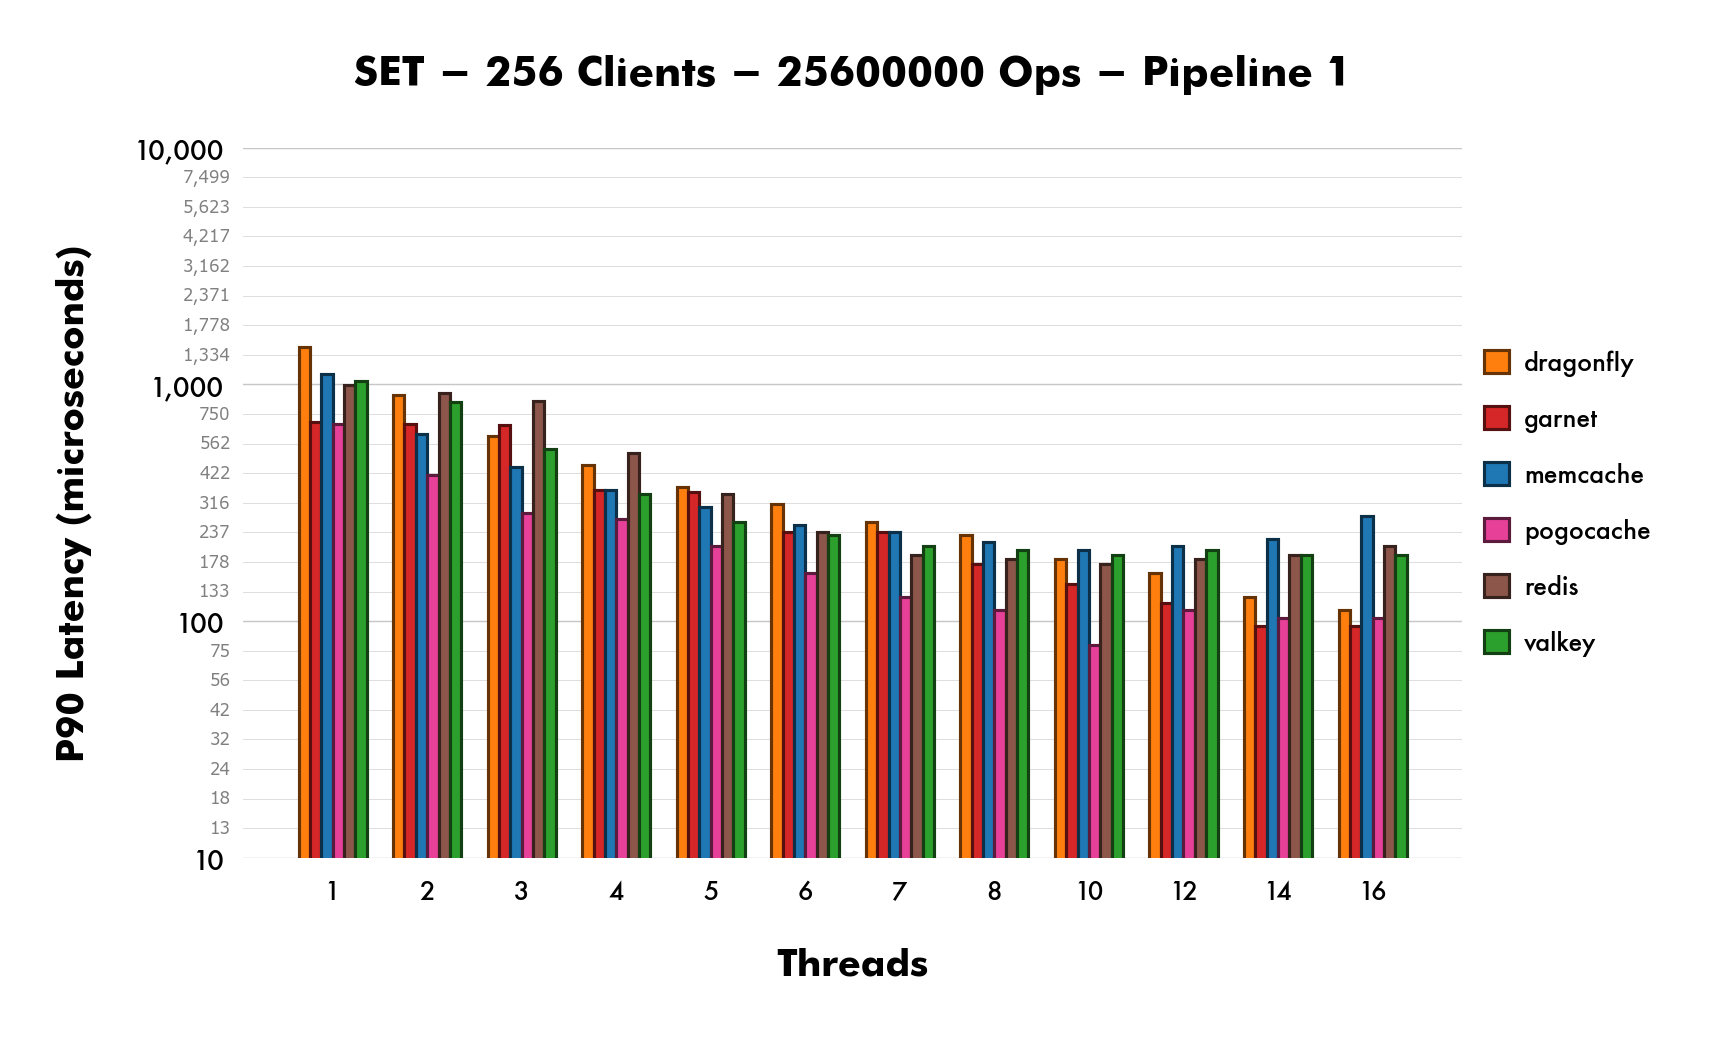 SET – 256 Clients – 25600000 Ops – Pipeline 1
P90 Latency (microseconds)
10,000
7,499
5,623
4,217
3,162
2,371
1,778
1,334
1,000
750
562
422
316
237
178
133
100
75
56
42
32
24
18
13
10
dragonfly
garnet
memcache
pogocache
redis
valkey
1 2 3 4 5 6 7 8 10 12 14 16
Threads